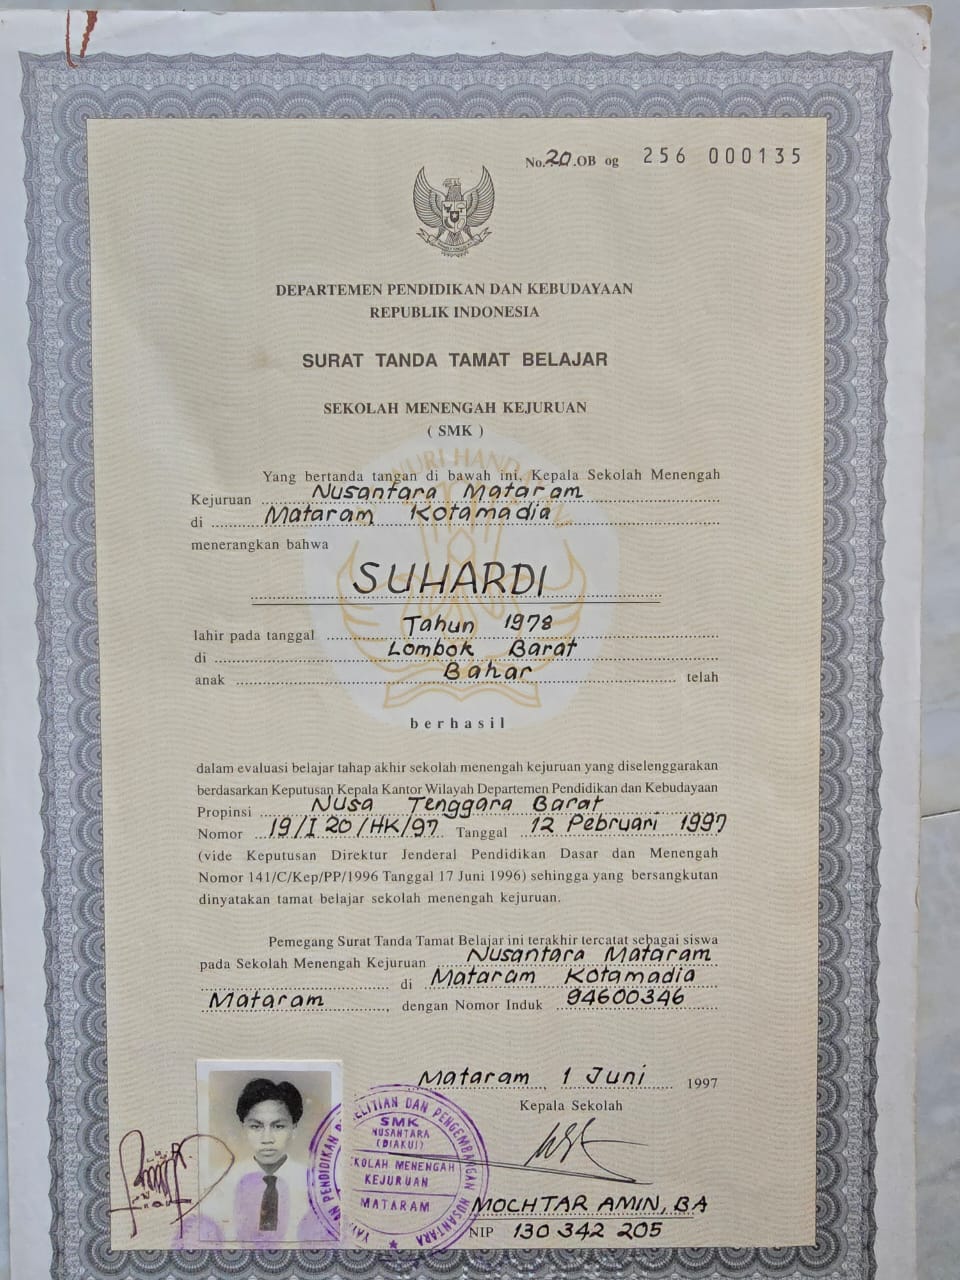 No. 20 .OB og 256 000135
DEPARTEMEN PENDIDIKAN DAN KEBUDAYAAN
REPUBLIK INDONESIA
SURAT TANDA TAMAT BELAJAR
SEKOLAH MENENGAH KEJURUAN
( SMK )
Yang bertanda tangan di bawah ini, Kepala Sekolah Menengah
Kejuruan Nusantara Mataram
di Mataram Kotamadia
menerangkan bahwa
SUHARDI
lahir pada tanggal Tahun 1978
di Lombok Barat
anak Bahar telah
berhasil
dalam evaluasi belajar tahap akhir sekolah menengah kejuruan yang diselenggarakan
berdasarkan Keputusan Kepala Kantor Wilayah Departemen Pendidikan dan Kebudayaan
Propinsi Nusa Tenggara Barat
Nomor 19/I 20/HK/97 Tanggal 12 Pebruari 1997
(vide Keputusan Direktur Jenderal Pendidikan Dasar dan Menengah
Nomor 141/C/Kep/PP/1996 Tanggal 17 Juni 1996) sehingga yang bersangkutan
dinyatakan tamat belajar sekolah menengah kejuruan.
Pemegang Surat Tanda Tamat Belajar ini terakhir tercatat sebagai siswa
pada Sekolah Menengah Kejuruan Nusantara Mataram
di Mataram Kotamadia
Mataram, dengan Nomor Induk 94600346
Mataram, 1 Juni 1997
Kepala Sekolah
SMK
NUSANTARA
(DIAKUI)
KOLAH MENENGAH
KEJURUAN
MATARAM
PENDIDIKAN
ELITIAN DAN PENGEMBANGAN NUSANTARA
MOCHTAR AMIN, BA
NIP 130 342 205